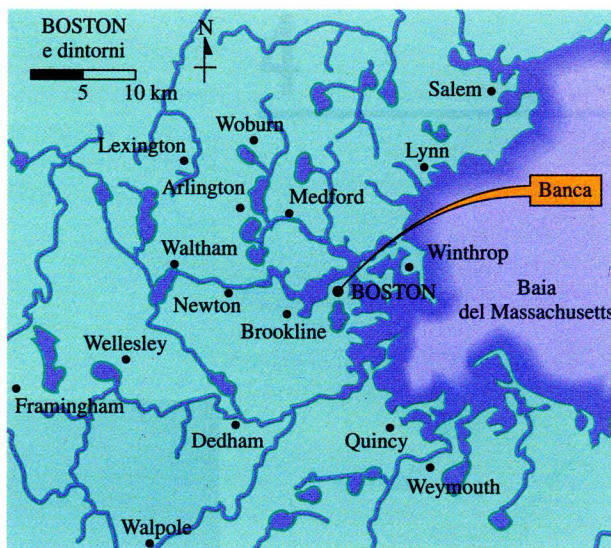 BOSTON
e dintorni
N
5 10 km
Salem
Woburn
Lexington
Lynn
Arlington
Medford
Banca
Waltham
Winthrop
Newton
BOSTON
Baia
del Massachusetts
Brookline
Wellesley
Framingham
Dedham
Quincy
Weymouth
Walpole